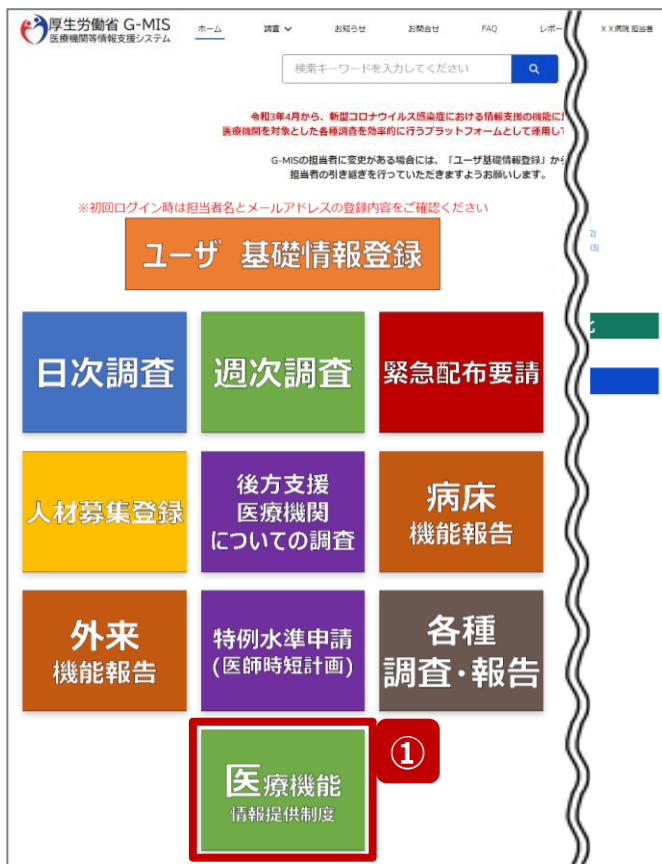 厚生労働省 G-MIS
医療機関等情報支援システム
ホーム 調査 お知らせ お問合せ FAQ レポー XX病院 担当者
検索キーワードを入力してください
令和3年4月から、新型コロナウイルス感染症における情報支援の機能に
医療機関を対象とした各種調査を効率的に行うプラットフォームとして運用して
G-MISの担当者に変更がある場合には、「ユーザ基礎情報登録」から
担当者の引き継ぎを行っていただきますようお願いします。
※初回ログイン時は担当者名とメールアドレスの登録内容をご確認ください
2)
ユーザ 基礎情報登録
日次調査 週次調査 緊急配布要請
人材募集登録
後方支援
医療機関
についての調査
病床
機能報告
外来
機能報告
特例水準申請
(医師時短計画)
各種
調査・報告
医療機能
情報提供制度
①